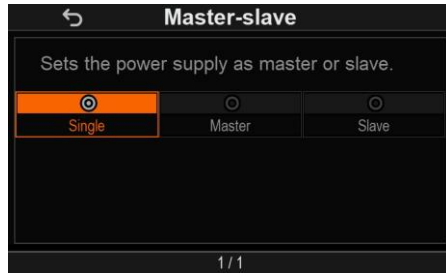 Master-slave
Sets the power supply as master or slave.
Single Master Slave
1 / 1